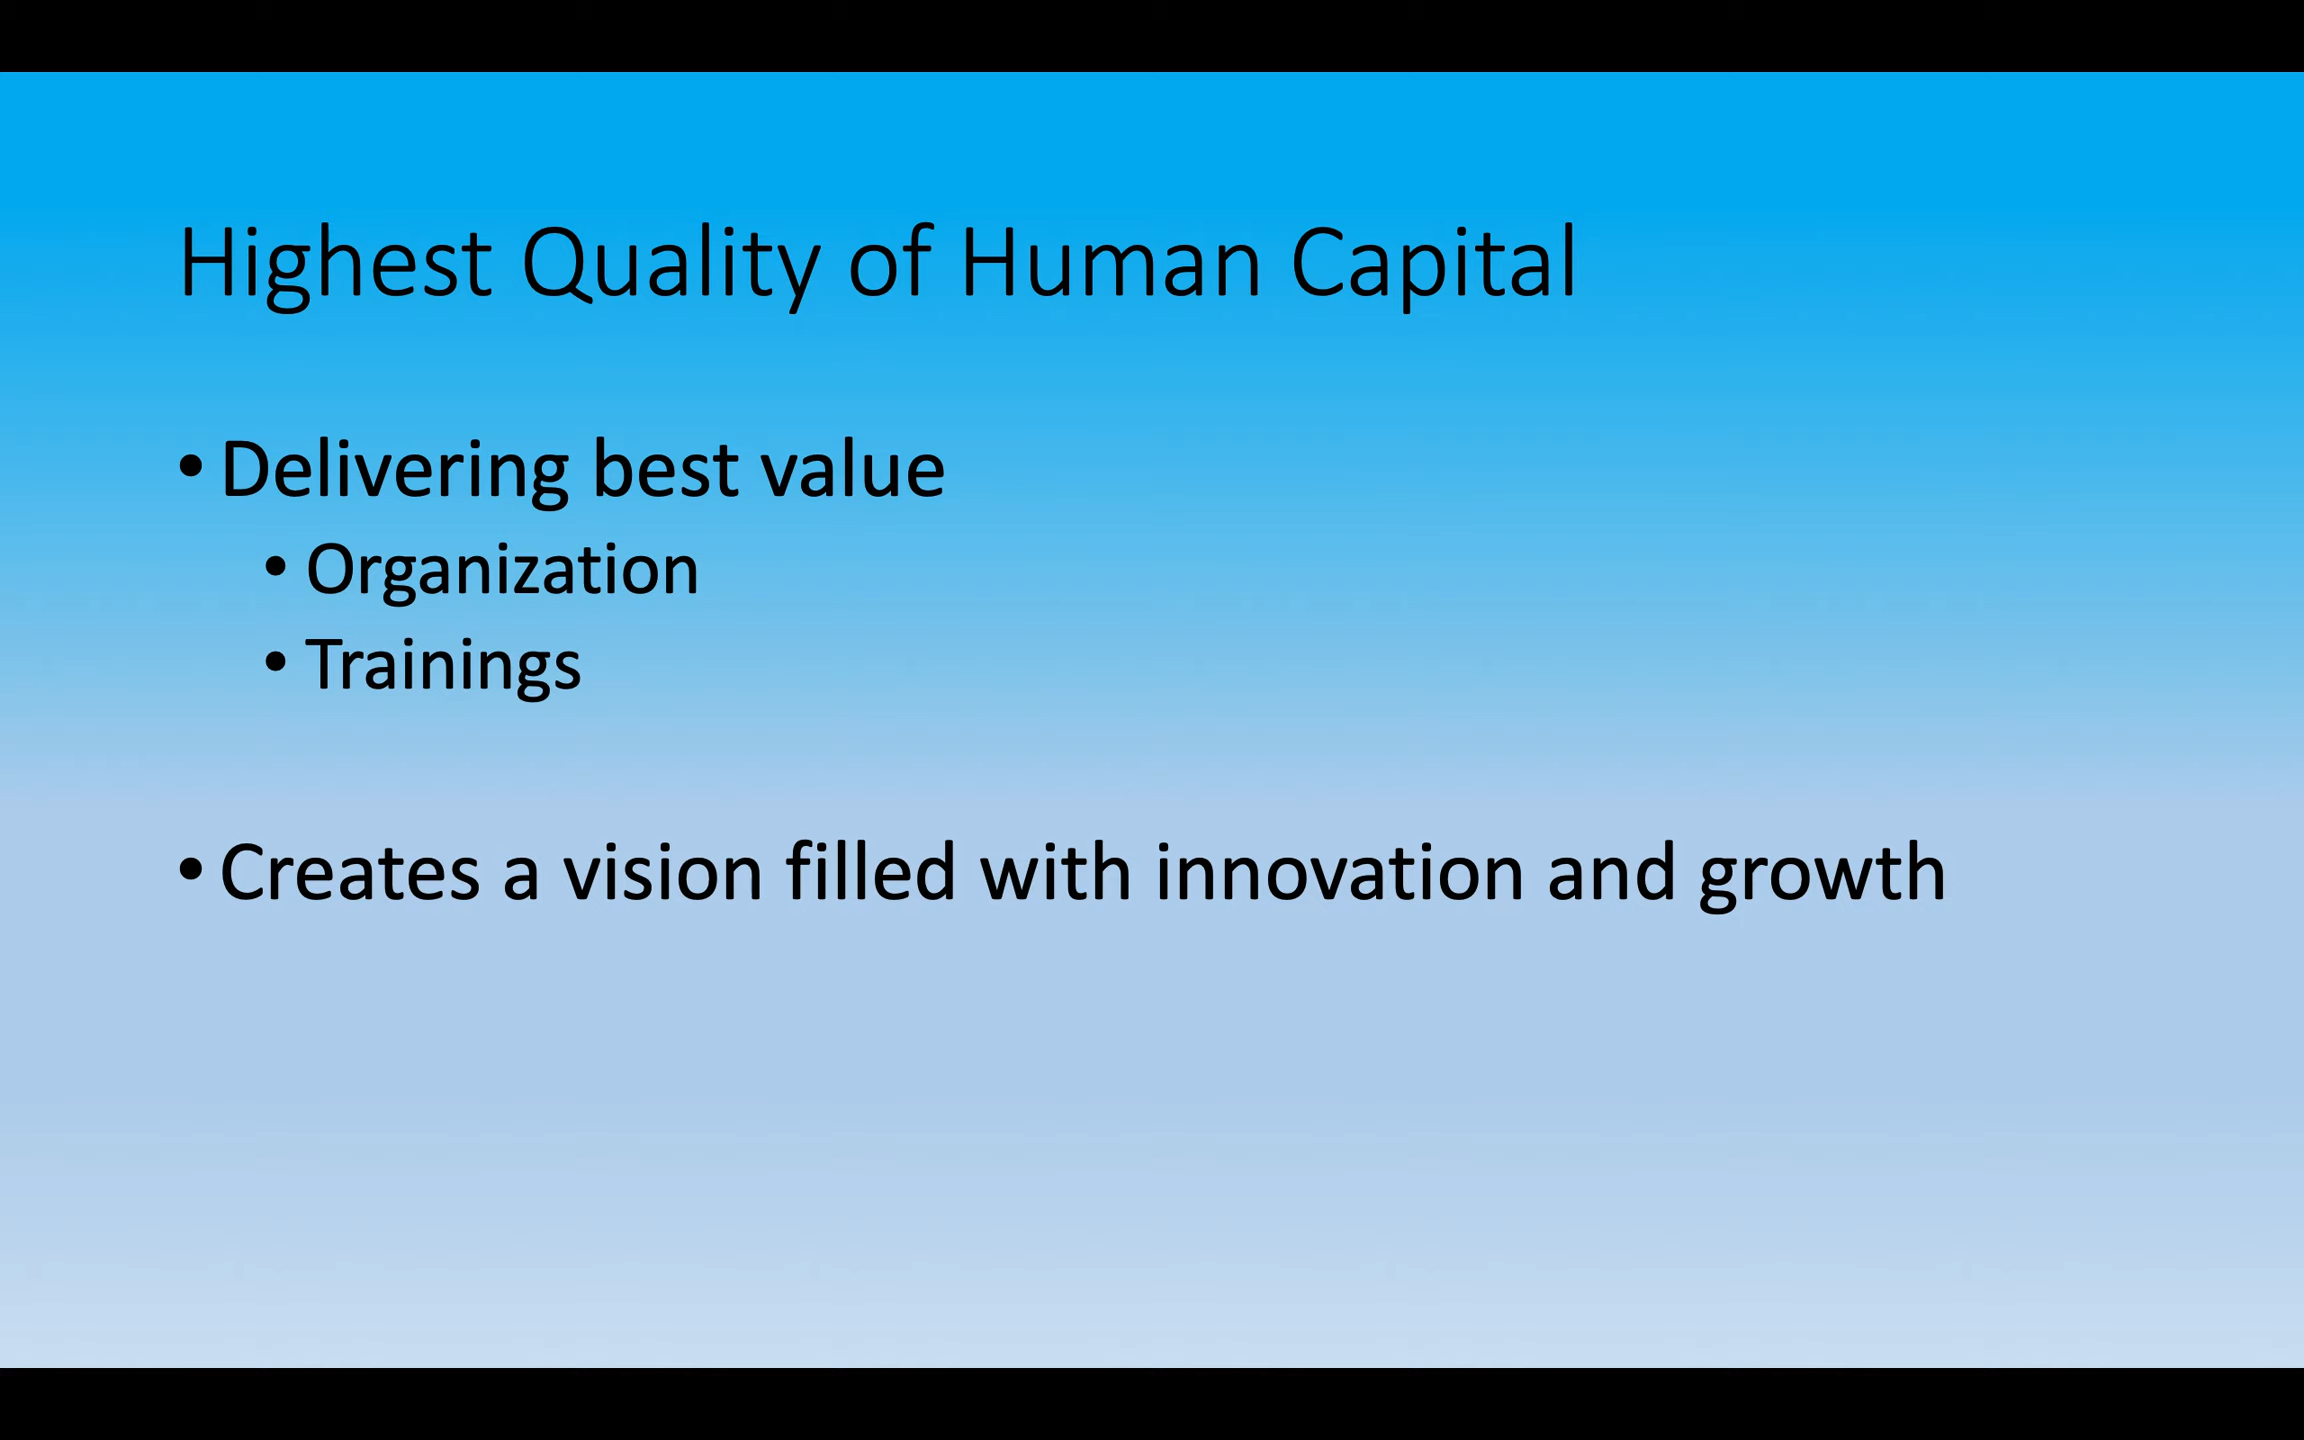 Highest Quality of Human Capital
• Delivering best value
• Organization
• Trainings
• Creates a vision filled with innovation and growth